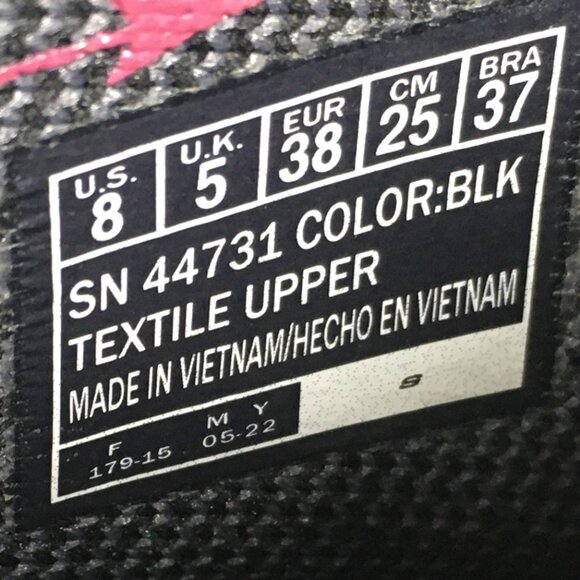 U.S. U.K. EUR CM BRA
8 5 38 25 37
SN 44731 COLOR:BLK
TEXTILE UPPER
MADE IN VIETNAM/HECHO EN VIETNAM
F M Y S
179-15 05-22